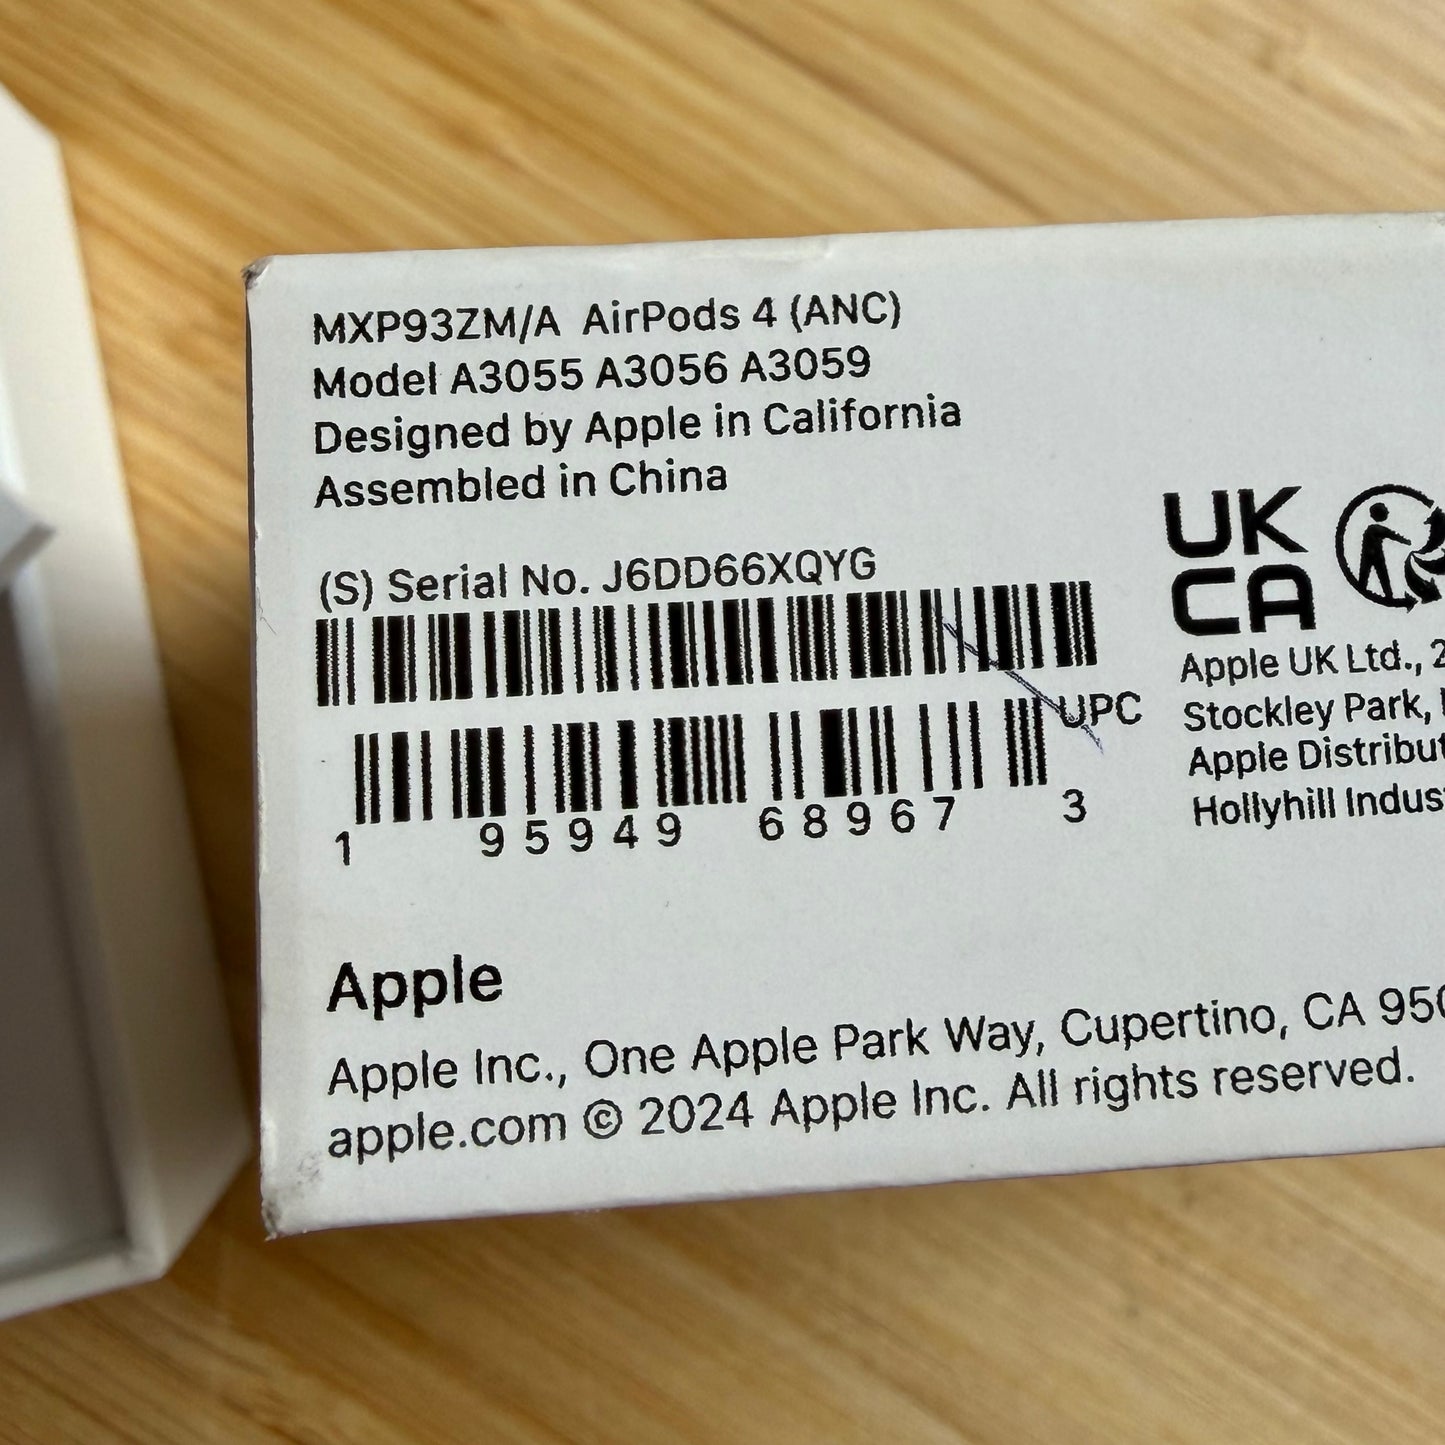 MXP93ZM/A AirPods 4 (ANC)
Model A3055 A3056 A3059
Designed by Apple in California
Assembled in China
(S) Serial No. J6DD66XQYG
UPC
1 95949 68967 3
UK
CA
Apple UK Ltd., 2
Stockley Park,
Apple Distribut
Hollyhill Indus
Apple
Apple Inc., One Apple Park Way, Cupertino, CA 950
apple.com © 2024 Apple Inc. All rights reserved.